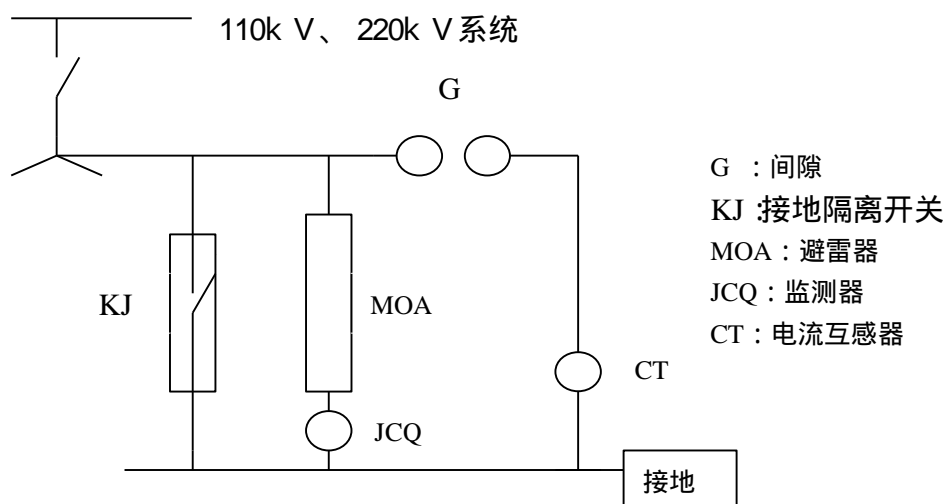 110k V、 220k V系统
G
G ：间隙
KJ :接地隔离开关
MOA：避雷器
JCQ：监测器
CT：电流互感器
KJ
MOA
CT
JCQ
接地